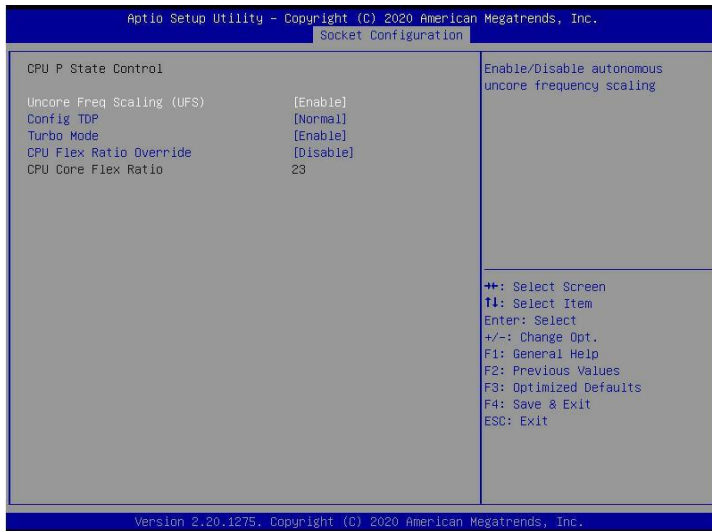 Aptio Setup Utility – Copyright (C) 2020 American Megatrends, Inc.
Socket Configuration
CPU P State Control
Uncore Freq Scaling (UFS) [Enable]
Config TDP [Normal]
Turbo Mode [Enable]
CPU Flex Ratio Override [Disable]
CPU Core Flex Ratio 23
Enable/Disable autonomous
uncore frequency scaling
→←: Select Screen
↑↓: Select Item
Enter: Select
+/-: Change Opt.
F1: General Help
F2: Previous Values
F3: Optimized Defaults
F4: Save & Exit
ESC: Exit
Version 2.20.1275. Copyright (C) 2020 American Megatrends, Inc.